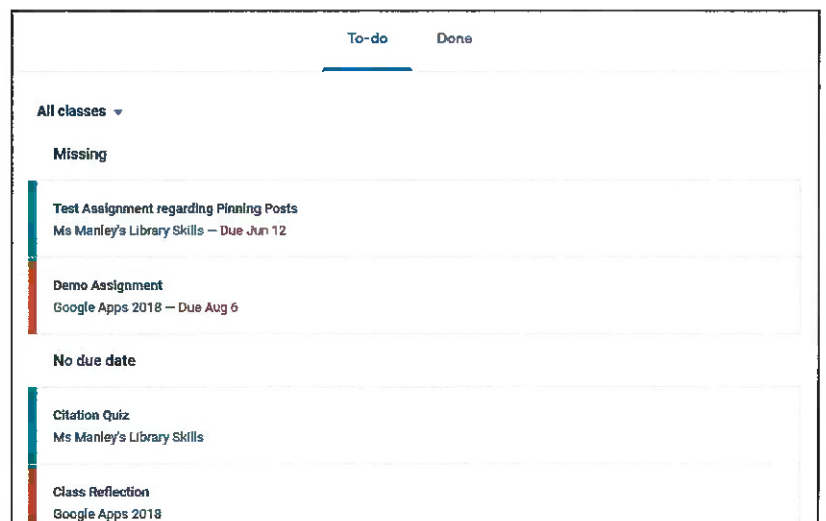 To-do Done
All classes
Missing
Test Assignment regarding Pinning Posts
Ms Manley's Library Skills — Due Jun 12
Demo Assignment
Google Apps 2018 — Due Aug 6
No due date
Citation Quiz
Ms Manley's Library Skills
Class Reflection
Google Apps 2018